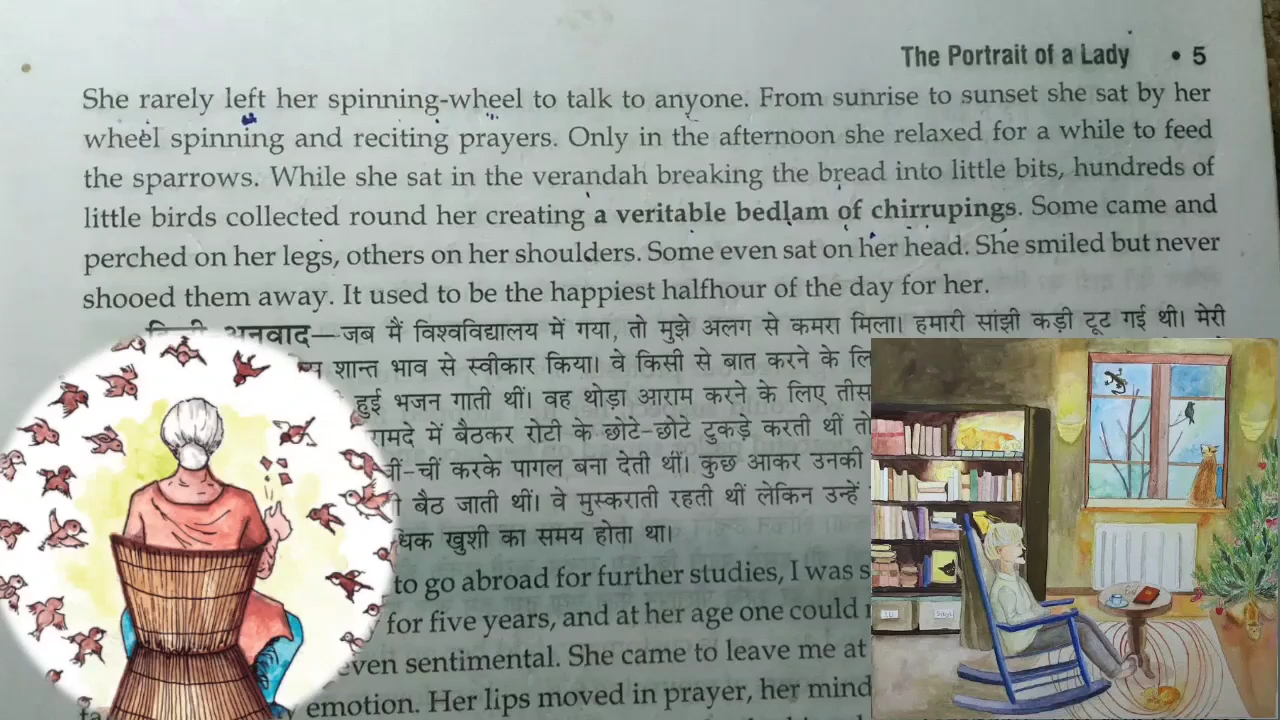 The Portrait of a Lady • 5
She rarely left her spinning-wheel to talk to anyone. From sunrise to sunset she sat by her
wheel spinning and reciting prayers. Only in the afternoon she relaxed for a while to feed
the sparrows. While she sat in the verandah breaking the bread into little bits, hundreds of
little birds collected round her creating a veritable bedlam of chirrupings. Some came and
perched on her legs, others on her shoulders. Some even sat on her head. She smiled but never
shooed them away. It used to be the happiest halfhour of the day for her.
अनुवाद—जब मैं विश्वविद्यालय में गया, तो मुझे अलग से कमरा मिला। हमारी सांझी कड़ी टूट गई थी। मेरी
शान्त भाव से स्वीकार किया। वे किसी से बात करने के
हुई भजन गाती थीं। वह थोड़ा आराम करने के लिए
में बैठकर रोटी के छोटे-छोटे टुकड़े करती थीं तो
चीं करके पागल बना देती थीं। कुछ आकर उनकी
बैठ जाती थीं। वे मुस्कराती रहती थीं लेकिन उन्हें
खुशी का समय होता था।
to go abroad for further studies, I was
for five years, and at her age one could
even sentimental. She came to leave me at
emotion. Her lips moved in prayer, her mind